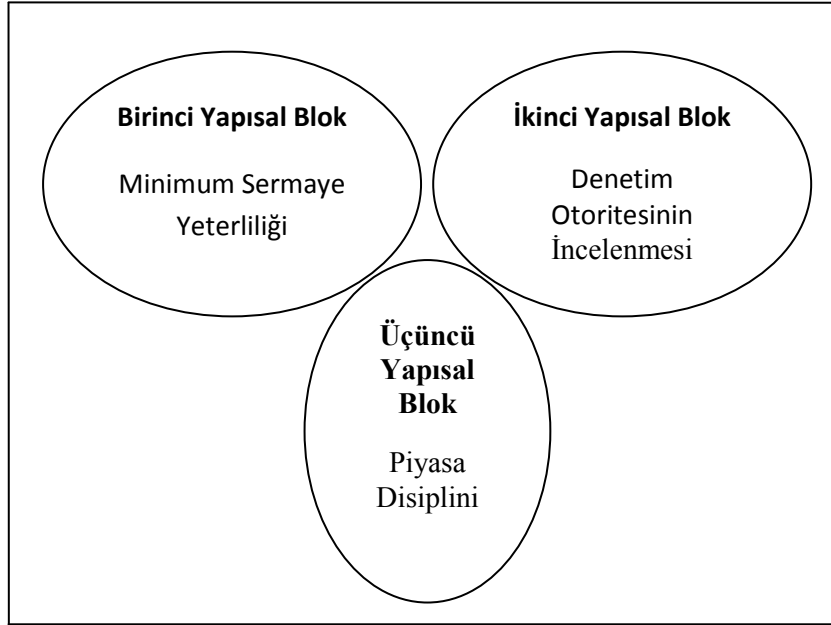 Birinci Yapısal Blok
Minimum Sermaye
Yeterliliği
İkinci Yapısal Blok
Denetim
Otoritesinin
İncelenmesi
Üçüncü
Yapısal
Blok
Piyasa
Disiplini